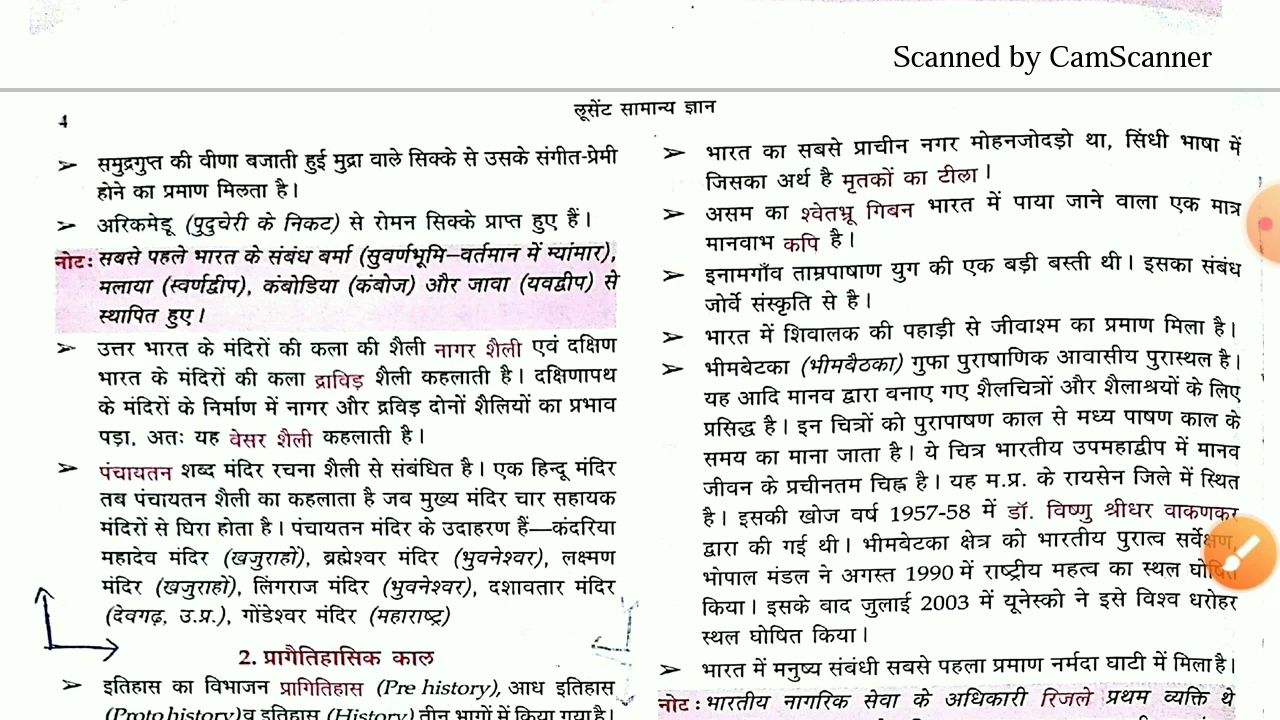 Scanned by CamScanner
4
लूसेंट सामान्य ज्ञान
➢ समुद्रगुप्त की वीणा बजाती हुई मुद्रा वाले सिक्के से उसके संगीत-प्रेमी
होने का प्रमाण मिलता है।
➢ अरिकमेडू (पुदुचेरी के निकट) से रोमन सिक्के प्राप्त हुए हैं।
नोट: सबसे पहले भारत के संबंध बर्मा (सुवर्णभूमि—वर्तमान में म्यांमार),
मलाया (स्वर्णद्वीप), कंबोडिया (कंबोज) और जावा (यवद्वीप) से
स्थापित हुए।
➢ उत्तर भारत के मंदिरों की कला की शैली नागर शैली एवं दक्षिण
भारत के मंदिरों की कला द्राविड़ शैली कहलाती है। दक्षिणापथ
के मंदिरों के निर्माण में नागर और द्रविड़ दोनों शैलियों का प्रभाव
पड़ा, अतः यह वेसर शैली कहलाती है।
➢ पंचायतन शब्द मंदिर रचना शैली से संबंधित है। एक हिन्दू मंदिर
तब पंचायतन शैली का कहलाता है जब मुख्य मंदिर चार सहायक
मंदिरों से घिरा होता है। पंचायतन मंदिर के उदाहरण हैं—कंदरिया
महादेव मंदिर (खजुराहो), ब्रह्मेश्वर मंदिर (भुवनेश्वर), लक्ष्मण
मंदिर (खजुराहो), लिंगराज मंदिर (भुवनेश्वर), दशावतार मंदिर
(देवगढ़, उ.प्र.), गोंडेश्वर मंदिर (महाराष्ट्र)
2. प्रागैतिहासिक काल
➢ इतिहास का विभाजन प्रागितिहास (Pre history), आध इतिहास
(Proto history) व इतिहास (History) तीन भागों में किया गया है।
➢ भारत का सबसे प्राचीन नगर मोहनजोदड़ो था, सिंधी भाषा में
जिसका अर्थ है मृतकों का टीला।
➢ असम का श्वेतभ्रू गिबन भारत में पाया जाने वाला एक मात्र
मानवाभ कपि है।
➢ इनामगाँव ताम्रपाषाण युग की एक बड़ी बस्ती थी। इसका संबंध
जोर्वे संस्कृति से है।
➢ भारत में शिवालक की पहाड़ी से जीवाश्म का प्रमाण मिला है।
➢ भीमबेटका (भीमबैठका) गुफा पुराषाणिक आवासीय पुरास्थल है।
यह आदि मानव द्वारा बनाए गए शैलचित्रों और शैलाश्रयों के लिए
प्रसिद्ध है। इन चित्रों को पुरापाषण काल से मध्य पाषण काल के
समय का माना जाता है। ये चित्र भारतीय उपमहाद्वीप में मानव
जीवन के प्रचीनतम चिह्न है। यह म.प्र. के रायसेन जिले में स्थित
है। इसकी खोज वर्ष 1957-58 में डॉ. विष्णु श्रीधर वाकणकर
द्वारा की गई थी। भीमबेटका क्षेत्र को भारतीय पुरात्व सर्वेक्षण,
भोपाल मंडल ने अगस्त 1990 में राष्ट्रीय महत्व का स्थल घोषित
किया। इसके बाद जुलाई 2003 में यूनेस्को ने इसे विश्व धरोहर
स्थल घोषित किया।
➢ भारत में मनुष्य संबंधी सबसे पहला प्रमाण नर्मदा घाटी में मिला है।
नोट: भारतीय नागरिक सेवा के अधिकारी रिजले प्रथम व्यक्ति थे